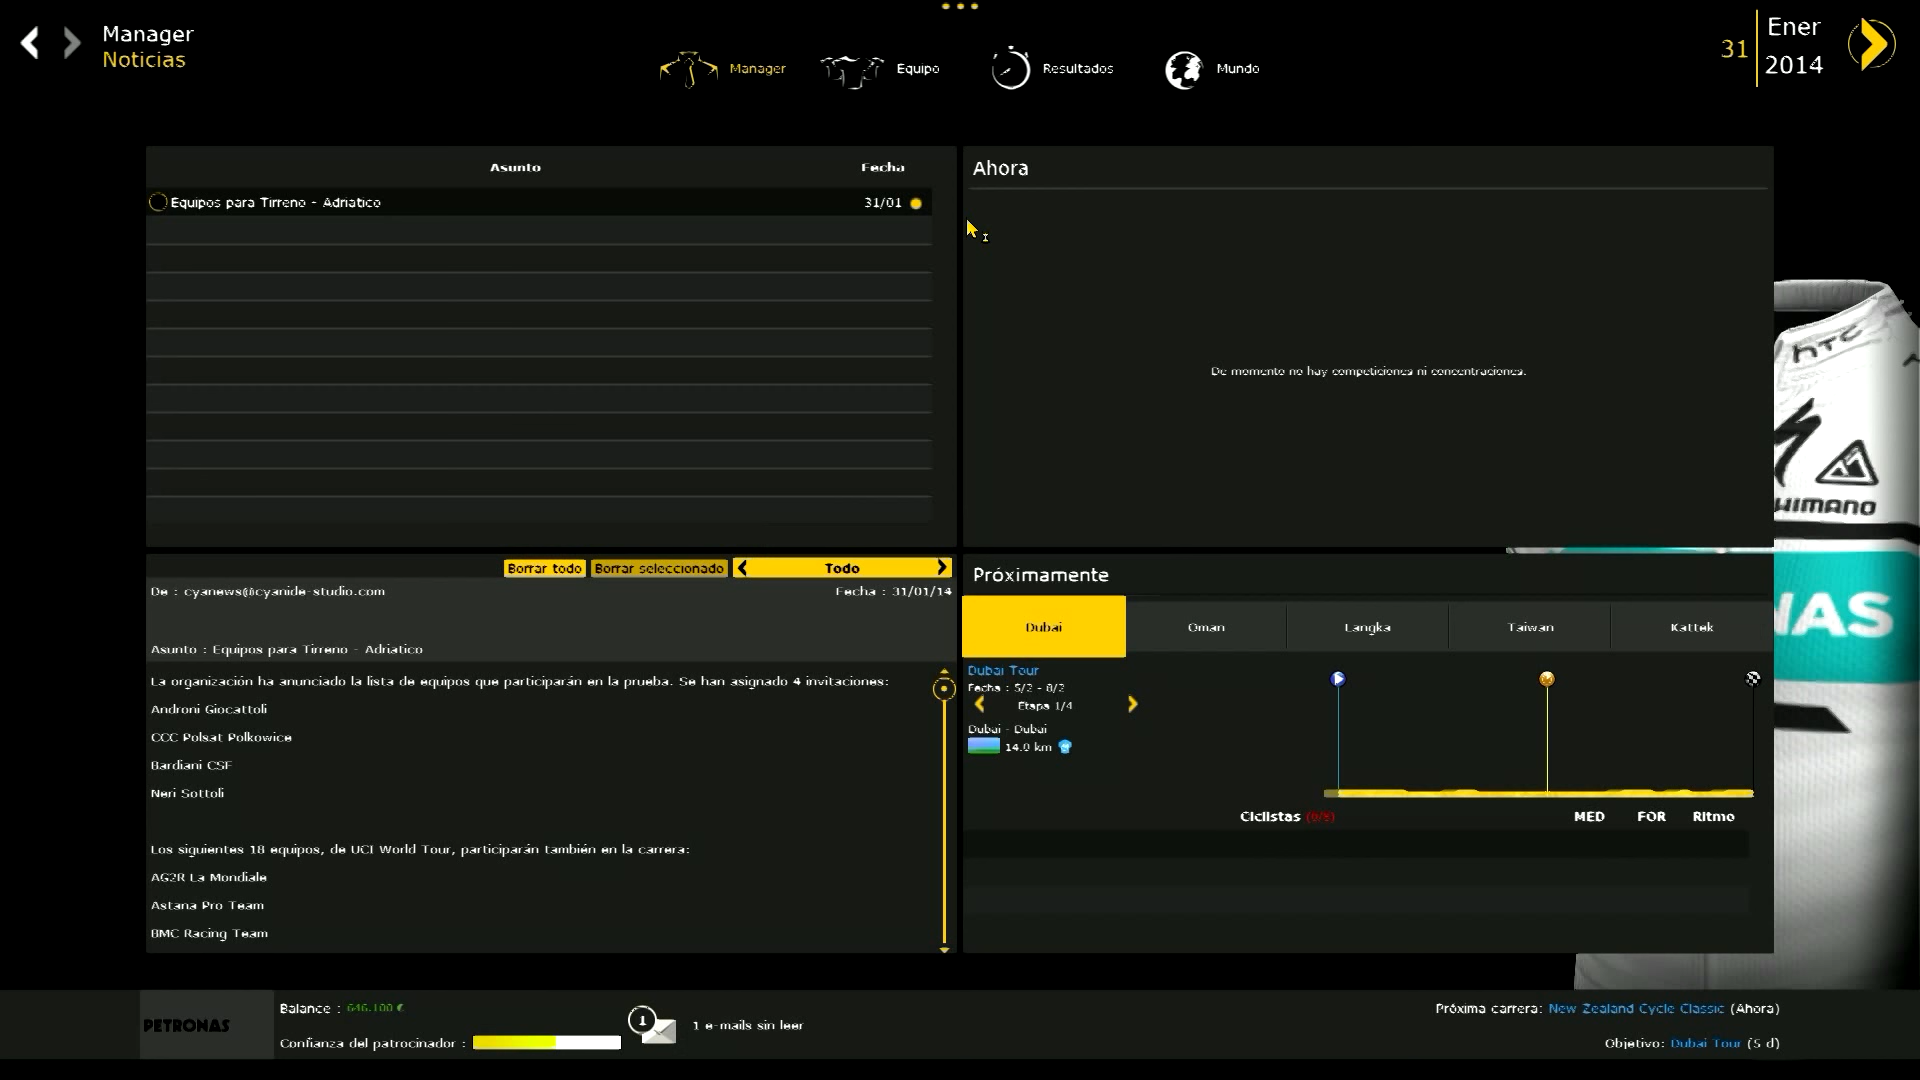 Manager
Noticias
Manager
Equipo
Resultados
Mundo
31
Ener
2014
Asunto
Fecha
Equipos para Tirreno - Adriatico
31/01
Ahora
De momento no hay competiciones ni concentraciones.
Borrar todo
Borrar seleccionado
Todo
De : cyanews@cyanide-studio.com
Fecha : 31/01/14
Asunto : Equipos para Tirreno - Adriatico
La organización ha anunciado la lista de equipos que participarán en la prueba. Se han asignado 4 invitaciones:
Androni Giocattoli
CCC Polsat Polkowice
Bardiani CSF
Neri Sottoli
Los siguientes 18 equipos, de UCI World Tour, participarán también en la carrera:
AG2R La Mondiale
Astana Pro Team
BMC Racing Team
Próximamente
Dubai
Oman
Langka
Taiwan
Kattek
Dubai Tour
Fecha : 5/2 - 8/2
Etapa 1/4
Dubai - Dubai
14.0 km
Ciclistas (0/8)
MED
FOR
Ritmo
htc
HIMANO
NAS
PETRONAS
Balance : 646.100 €
Confianza del patrocinador :
1
1 e-mails sin leer
Próxima carrera: New Zealand Cycle Classic (Ahora)
Objetivo: Dubai Tour (5 d)